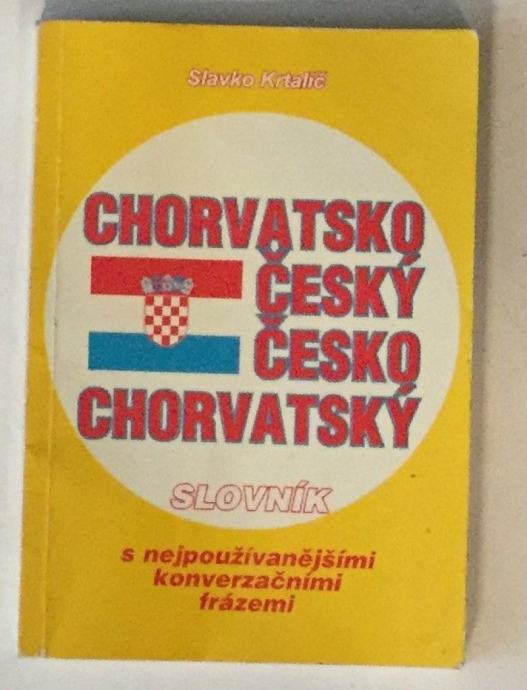 Slavko Krtalič
CHORVATSKO
ČESKÝ
ČESKO
CHORVATSKÝ
SLOVNÍK
s nejpoužívanějšími
konverzačními
frázemi